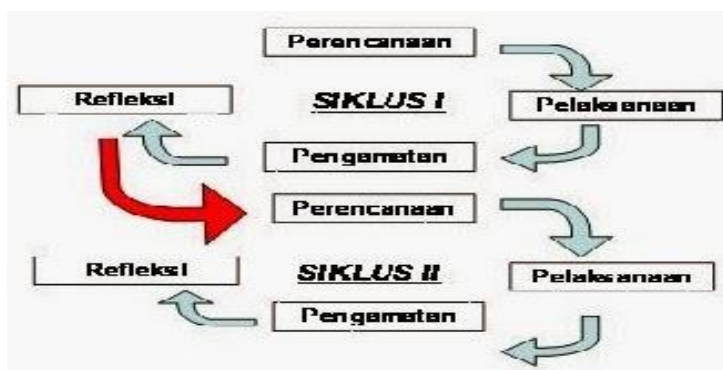 Perencanaan
Refleksi
SIKLUS I
Pelaksanaan
Pengamatan
Perencanaan
Refleksi
SIKLUS II
Pelaksanaan
Pengamatan